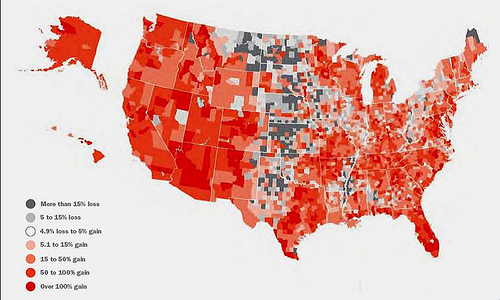 More than 15% loss
5 to 15% loss
4.9% loss to 5% gain
5.1 to 15% gain
15 to 50% gain
50 to 100% gain
Over 100% gain